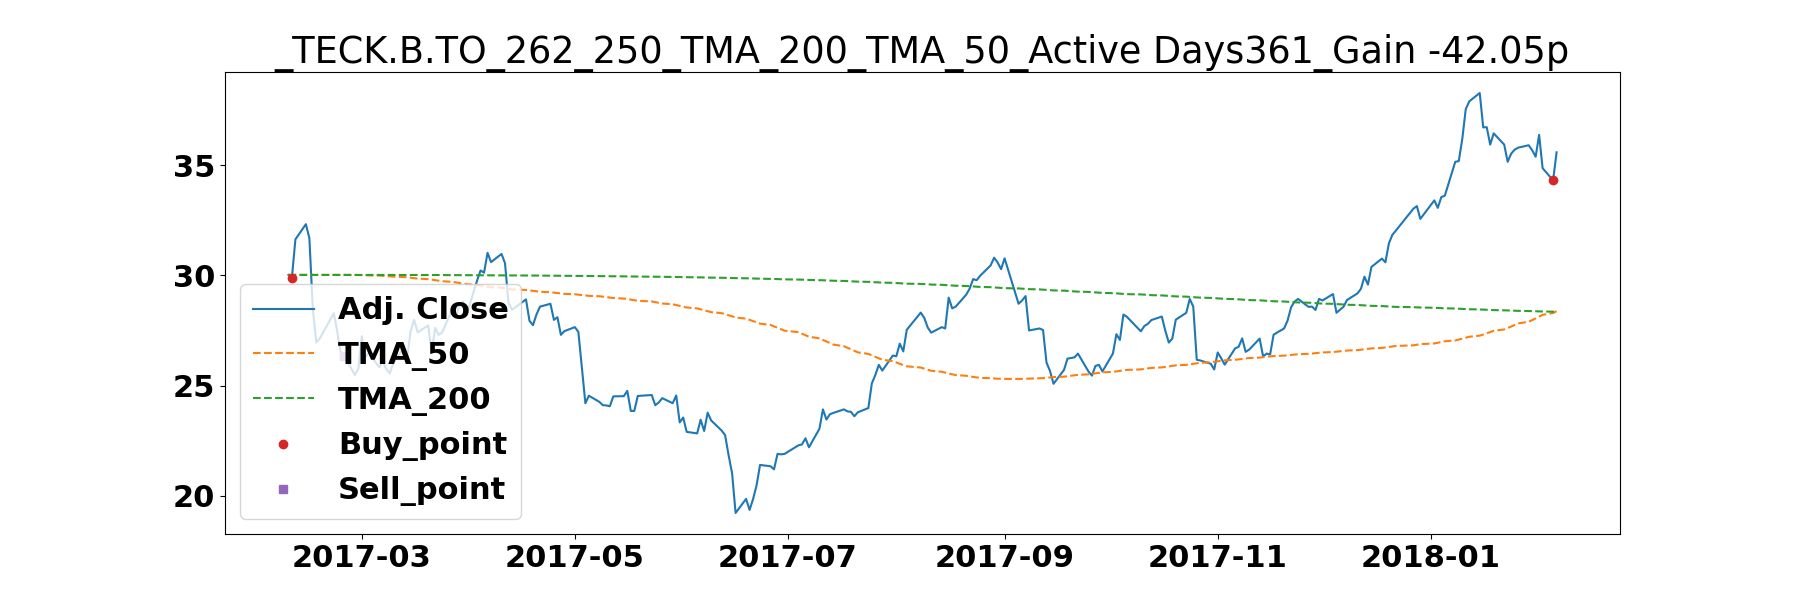 _TECK.B.TO_262_250_TMA_200_TMA_50_Active Days361_Gain -42.05p
35
30
25
20
Adj. Close
TMA_50
TMA_200
Buy_point
Sell_point
2017-03 2017-05 2017-07 2017-09 2017-11 2018-01